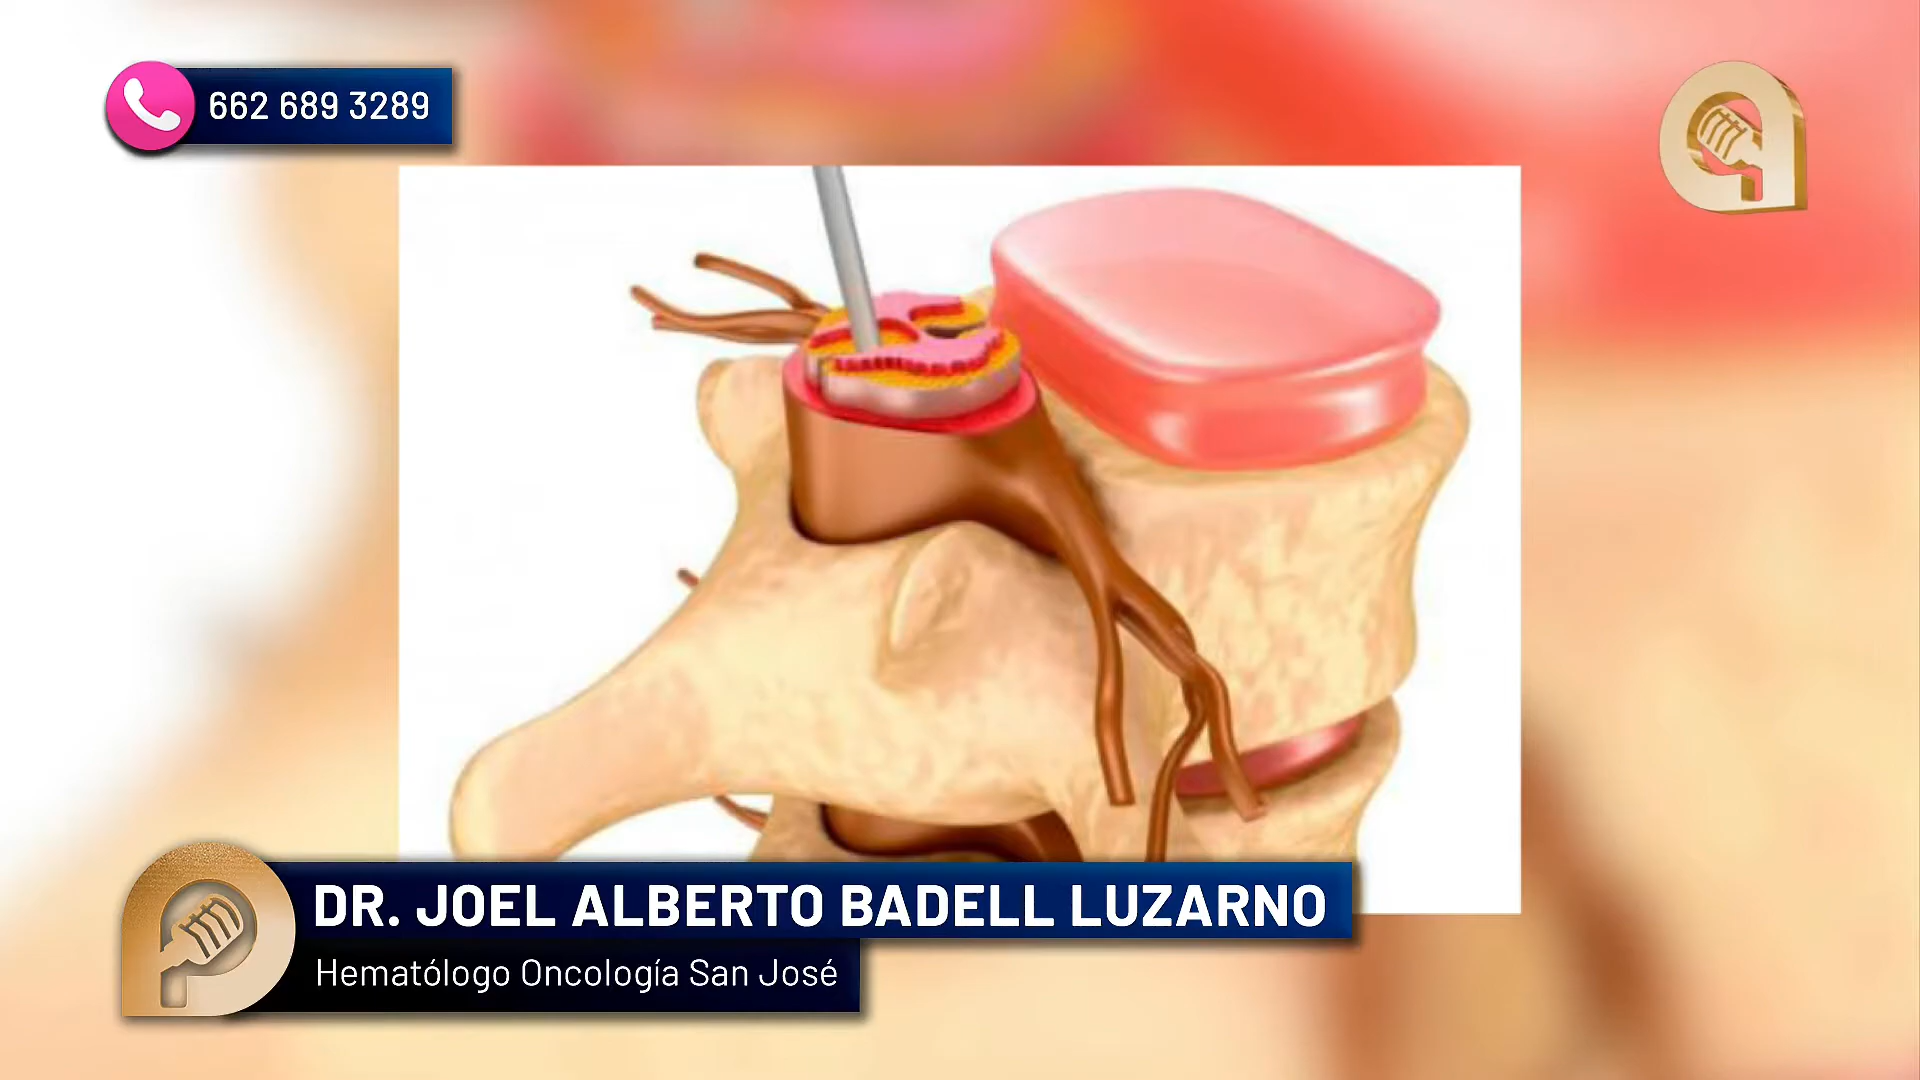 662 689 3289
DR. JOEL ALBERTO BADELL LUZARNO
Hematólogo Oncología San José